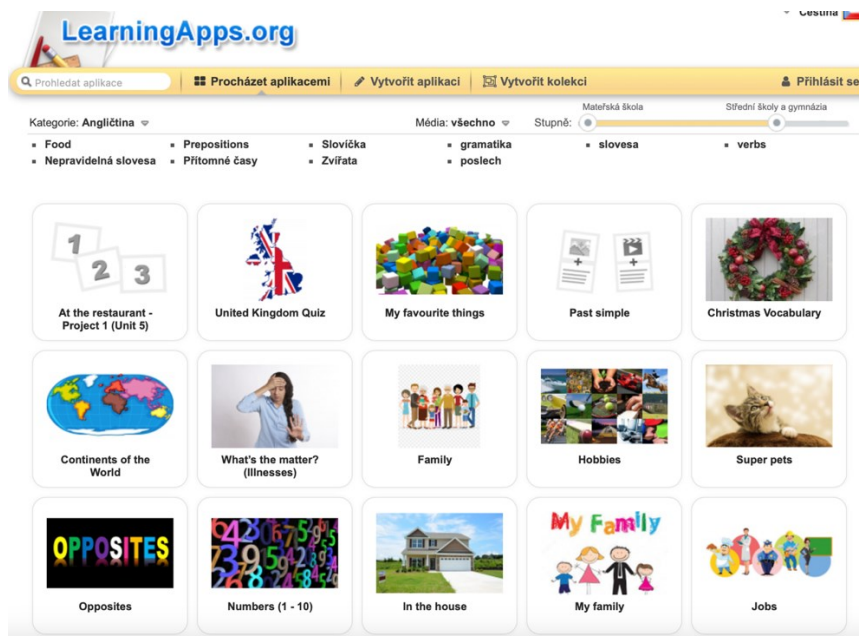 Čeština
LearningApps.org
Prohledat aplikace
Procházet aplikacemi
Vytvořit aplikaci
Vytvořit kolekci
Přihlásit se
Mateřská škola
Střední školy a gymnázia
Kategorie: Angličtina
Média: všechno
Stupně:
Food
Prepositions
Slovíčka
gramatika
slovesa
verbs
Nepravidelná slovesa
Přítomné časy
Zvířata
poslech
1 2 3
At the restaurant -
Project 1 (Unit 5)
United Kingdom Quiz
My favourite things
Past simple
Christmas Vocabulary
Continents of the
World
What's the matter?
(Illnesses)
Family
Hobbies
Super pets
OPPOSITES
Opposites
Numbers (1 - 10)
In the house
My Family
My family
Jobs